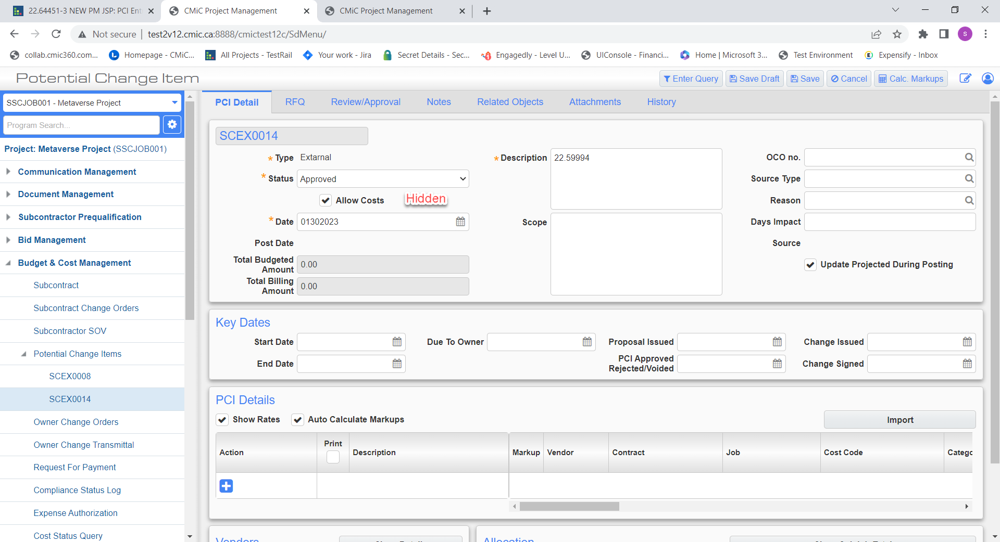 22.64451-3 NEW PM JSP: PCI Ent
CMiC Project Management
CMiC Project Management
Not secure
test2v12.cmic.ca:8888/cmictest12c/SdMenu/
s
collab.cmic360.com...
Homepage - CMiC...
All Projects - TestRail
Your work - Jira
Secret Details - Sec...
Engagedly - Level U...
UIConsole - Financi...
Home | Microsoft 3...
Test Environment
Expensify - Inbox
Potential Change Item
Enter Query
Save Draft
Save
Cancel
Calc. Markups
SSCJOB001 - Metaverse Project
Program Search...
Project: Metaverse Project (SSCJOB001)
Communication Management
Document Management
Subcontractor Prequalification
Bid Management
Budget & Cost Management
Subcontract
Subcontract Change Orders
Subcontractor SOV
Potential Change Items
SCEX0008
SCEX0014
Owner Change Orders
Owner Change Transmittal
Request For Payment
Compliance Status Log
Expense Authorization
Cost Status Query
PCI Detail
RFQ
Review/Approval
Notes
Related Objects
Attachments
History
SCEX0014
* Type Extarnal
* Status Approved
Allow Costs
Hidden
* Date 01302023
Post Date
Total Budgeted
Amount
0.00
Total Billing
Amount
0.00
* Description 22.59994
Scope
OCO no.
Source Type
Reason
Days Impact
Source
Update Projected During Posting
Key Dates
Start Date
Due To Owner
Proposal Issued
Change Issued
End Date
PCI Approved
Rejected/Voided
Change Signed
PCI Details
Show Rates
Auto Calculate Markups
Import
Action
Print
Description
Markup
Vendor
Contract
Job
Cost Code
Catego
Vendors
Allocation